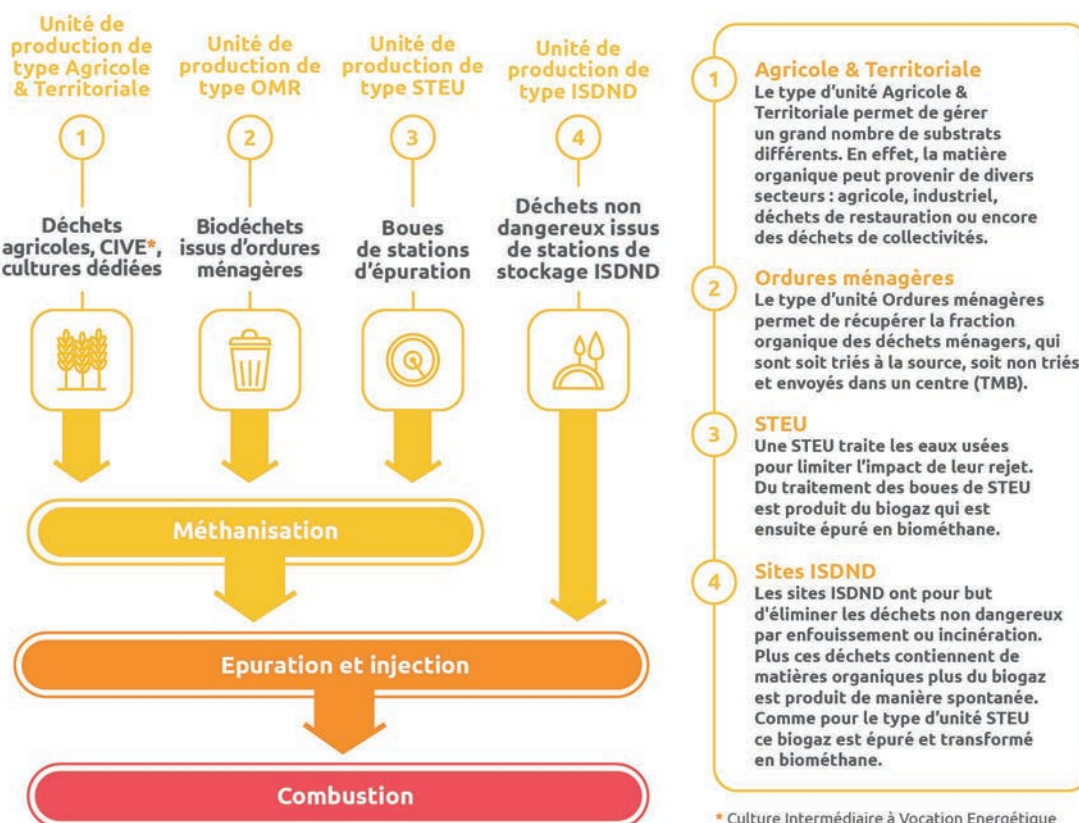 Unité de
production de
type Agricole
& Territoriale
1
Déchets
agricoles, CIVE*,
cultures dédiées
Unité de
production de
type OMR
2
Biodéchets
issus d'ordures
ménagères
Unité de
production de
type STEU
3
Boues
de stations
d'épuration
Unité de
production de
type ISDND
4
Déchets non
dangereux issus
de stations de
stockage ISDND
Méthanisation
Epuration et injection
Combustion
1
Agricole & Territoriale
Le type d'unité Agricole &
Territoriale permet de gérer
un grand nombre de substrats
différents. En effet, la matière
organique peut provenir de divers
secteurs : agricole, industriel,
déchets de restauration ou encore
des déchets de collectivités.
2
Ordures ménagères
Le type d'unité Ordures ménagères
permet de récupérer la fraction
organique des déchets ménagers, qui
sont soit triés à la source, soit non triés
et envoyés dans un centre (TMB).
3
STEU
Une STEU traite les eaux usées
pour limiter l'impact de leur rejet.
Du traitement des boues de STEU
est produit du biogaz qui est
ensuite épuré en biométhane.
4
Sites ISDND
Les sites ISDND ont pour but
d'éliminer les déchets non dangereux
par enfouissement ou incinération.
Plus ces déchets contiennent de
matières organiques plus du biogaz
est produit de manière spontanée.
Comme pour le type d'unité STEU
ce biogaz est épuré et transformé
en biométhane.
* Culture Intermédiaire à Vocation Energétique